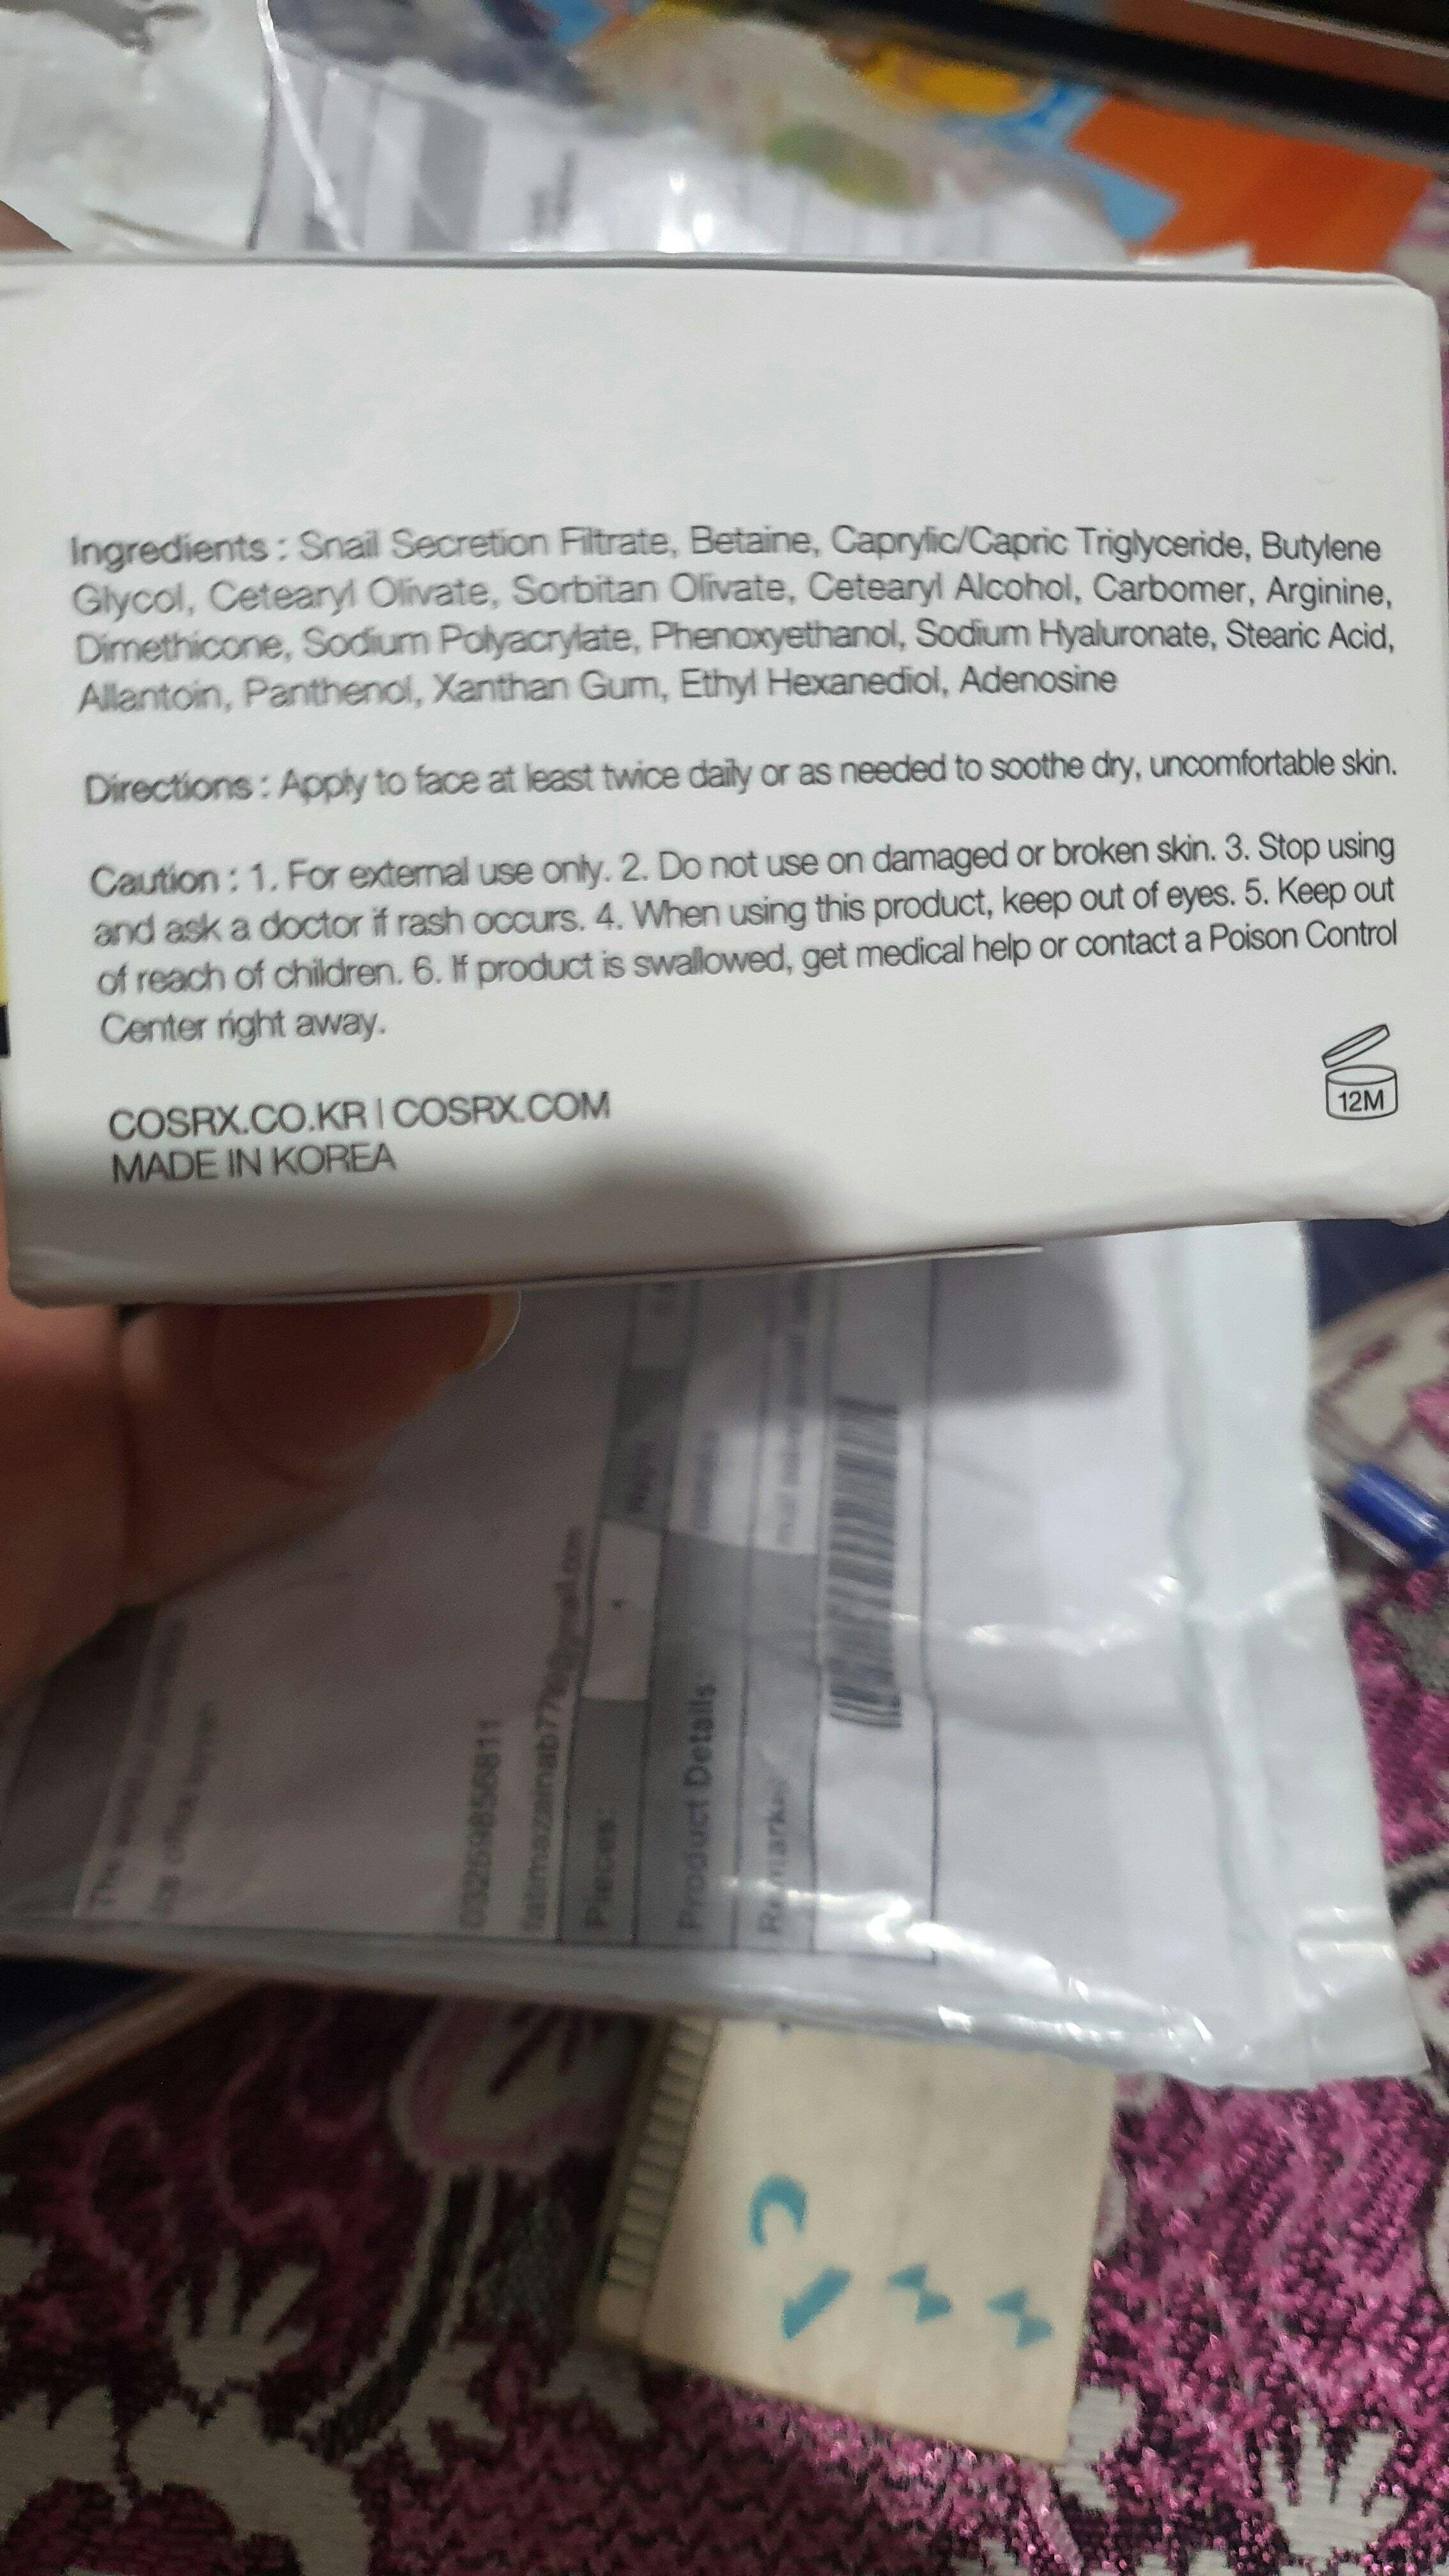 Ingredients : Snail Secretion Filtrate, Betaine, Caprylic/Capric Triglyceride, Butylene
Glycol, Cetearyl Olivate, Sorbitan Olivate, Cetearyl Alcohol, Carbomer, Arginine,
Dimethicone, Sodium Polyacrylate, Phenoxyethanol, Sodium Hyaluronate, Stearic Acid,
Allantoin, Panthenol, Xanthan Gum, Ethyl Hexanediol, Adenosine
Directions : Apply to face at least twice daily or as needed to soothe dry, uncomfortable skin.
Caution : 1. For external use only. 2. Do not use on damaged or broken skin. 3. Stop using
and ask a doctor if rash occurs. 4. When using this product, keep out of eyes. 5. Keep out
of reach of children. 6. If product is swallowed, get medical help or contact a Poison Control
Center right away.
12M
COSRX.CO.KR | COSRX.COM
MADE IN KOREA
03259856811
Pieces:
1
Product Details:
Remarks: